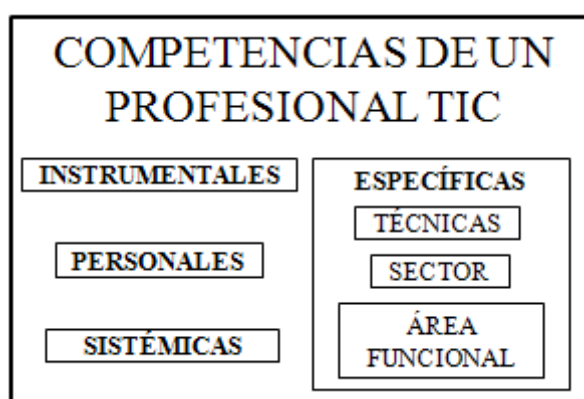 COMPETENCIAS DE UN
PROFESIONAL TIC
INSTRUMENTALES
PERSONALES
SISTÉMICAS
ESPECÍFICAS
TÉCNICAS
SECTOR
ÁREA
FUNCIONAL